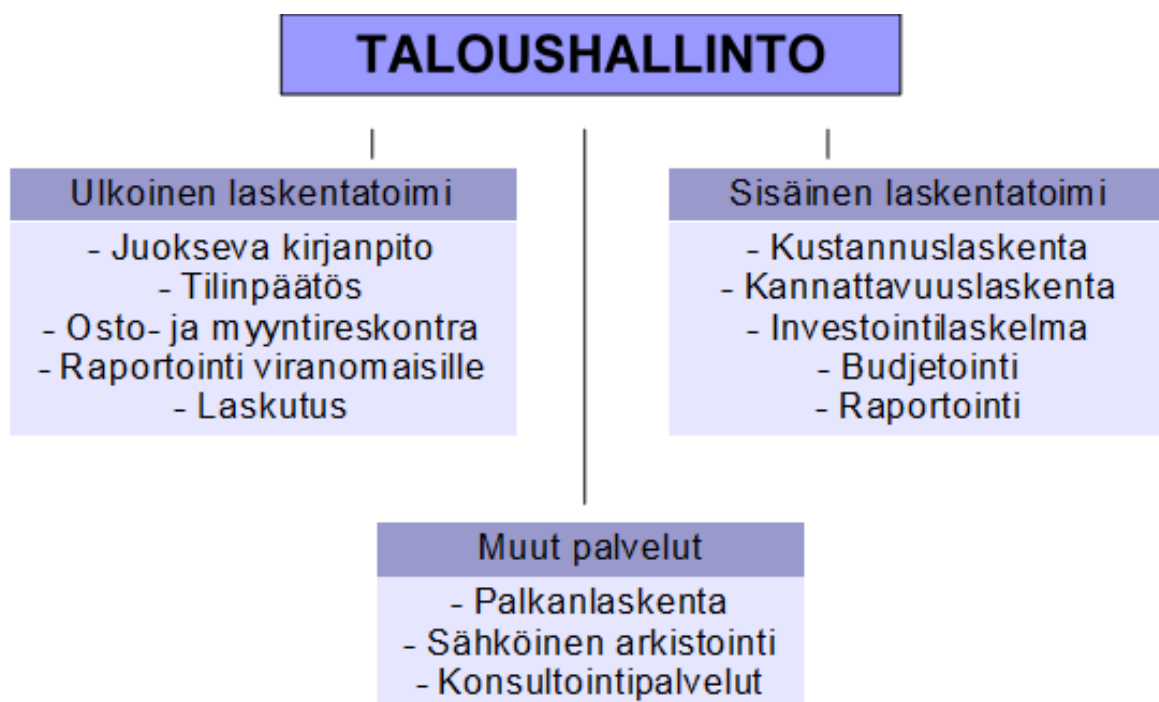 TALOUSHALLINTO
Ulkoinen laskentatoimi
- Juokseva kirjanpito
- Tilinpäätös
- Osto- ja myyntireskontra
- Raportointi viranomaisille
- Laskutus
Sisäinen laskentatoimi
- Kustannuslaskenta
- Kannattavuuslaskenta
- Investointilaskelma
- Budjetointi
- Raportointi
Muut palvelut
- Palkanlaskenta
- Sähköinen arkistointi
- Konsultointipalvelut